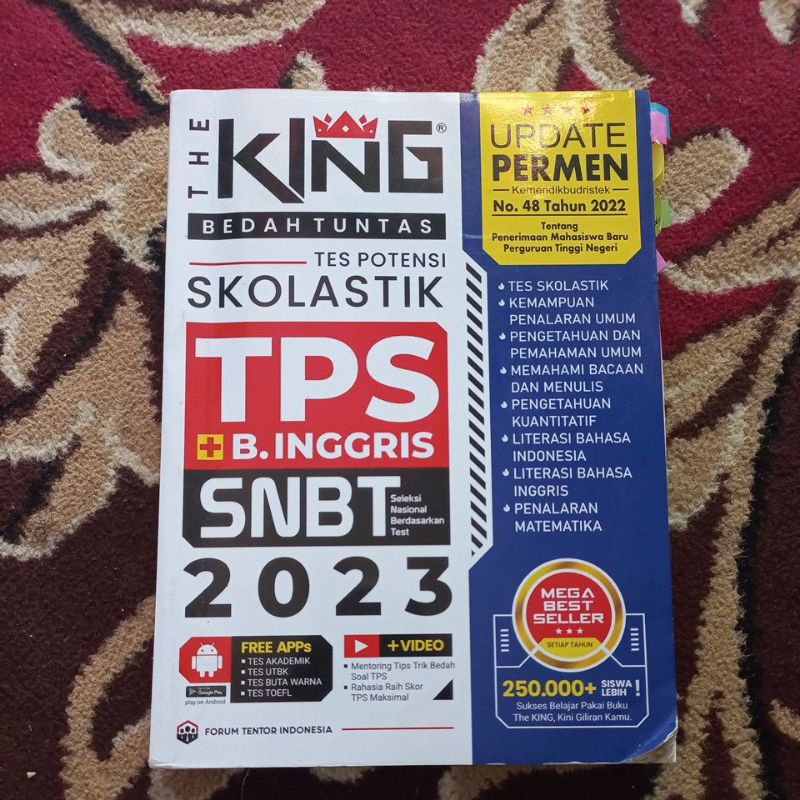 THE
KING®
BEDAH TUNTAS
TES POTENSI
SKOLASTIK
TPS
+ B. INGGRIS
SNBT
Seleksi
Nasional
Berdasarkan
Test
2023
FREE APPs
• TES AKADEMIK
• TES UTBK
• TES BUTA WARNA
• TES TOEFL
Google Play
play on Android
+VIDEO
• Mentoring Tips Trik Bedah
Soal TPS
• Rahasia Raih Skor
TPS Maksimal
FORUM TENTOR INDONESIA
UPDATE
PERMEN
Kemendikbudristek
No. 48 Tahun 2022
Tentang
Penerimaan Mahasiswa Baru
Perguruan Tinggi Negeri
TES SKOLASTIK
KEMAMPUAN
PENALARAN UMUM
PENGETAHUAN DAN
PEMAHAMAN UMUM
MEMAHAMI BACAAN
DAN MENULIS
PENGETAHUAN
KUANTITATIF
LITERASI BAHASA
INDONESIA
LITERASI BAHASA
INGGRIS
PENALARAN
MATEMATIKA
MEGA
BEST
SELLER
SETIAP TAHUN
250.000+ SISWA
LEBIH !
Sukses Belajar Pakai Buku
The KING, Kini Giliran Kamu.